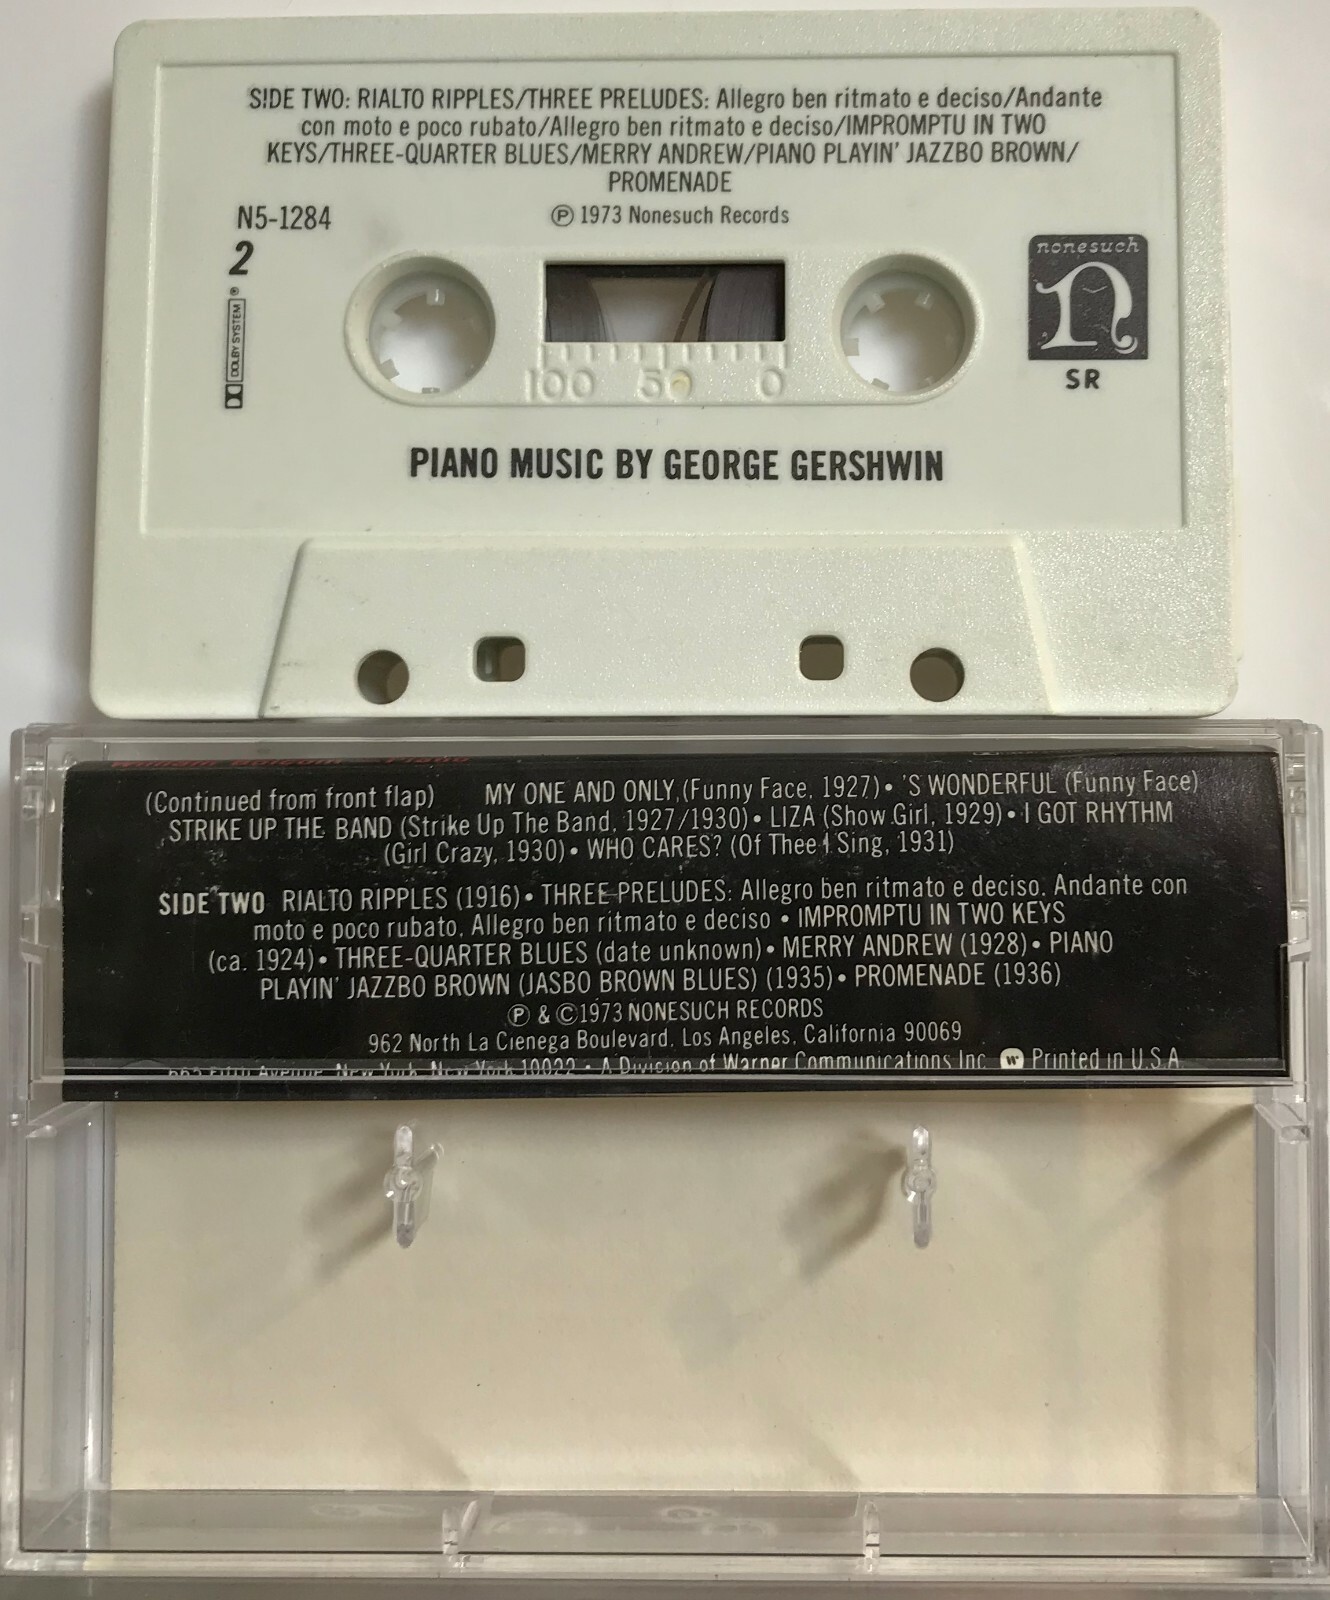 SIDE TWO: RIALTO RIPPLES/THREE PRELUDES: Allegro ben ritmato e deciso/Andante
con moto e poco rubato/Allegro ben ritmato e deciso/IMPROMPTU IN TWO
KEYS/THREE-QUARTER BLUES/MERRY ANDREW/PIANO PLAYIN' JAZZBO BROWN/
PROMENADE
N5-1284
℗ 1973 Nonesuch Records
2
DOLBY SYSTEM ®
nonesuch
n
SR
100 50 0
PIANO MUSIC BY GEORGE GERSHWIN
(Continued from front flap) MY ONE AND ONLY (Funny Face, 1927) • 'S WONDERFUL (Funny Face)
STRIKE UP THE BAND (Strike Up The Band, 1927/1930) • LIZA (Show Girl, 1929) • I GOT RHYTHM
(Girl Crazy, 1930) • WHO CARES? (Of Thee I Sing, 1931)
SIDE TWO RIALTO RIPPLES (1916) • THREE PRELUDES: Allegro ben ritmato e deciso, Andante con
moto e poco rubato, Allegro ben ritmato e deciso • IMPROMPTU IN TWO KEYS
(ca. 1924) • THREE-QUARTER BLUES (date unknown) • MERRY ANDREW (1928) • PIANO
PLAYIN' JAZZBO BROWN (JASBO BROWN BLUES) (1935) • PROMENADE (1936)
℗ & © 1973 NONESUCH RECORDS
962 North La Cienega Boulevard, Los Angeles, California 90069
665 Fifth Avenue, New York, New York 10022 • A Division of Warner Communications Inc. W Printed in U.S.A.